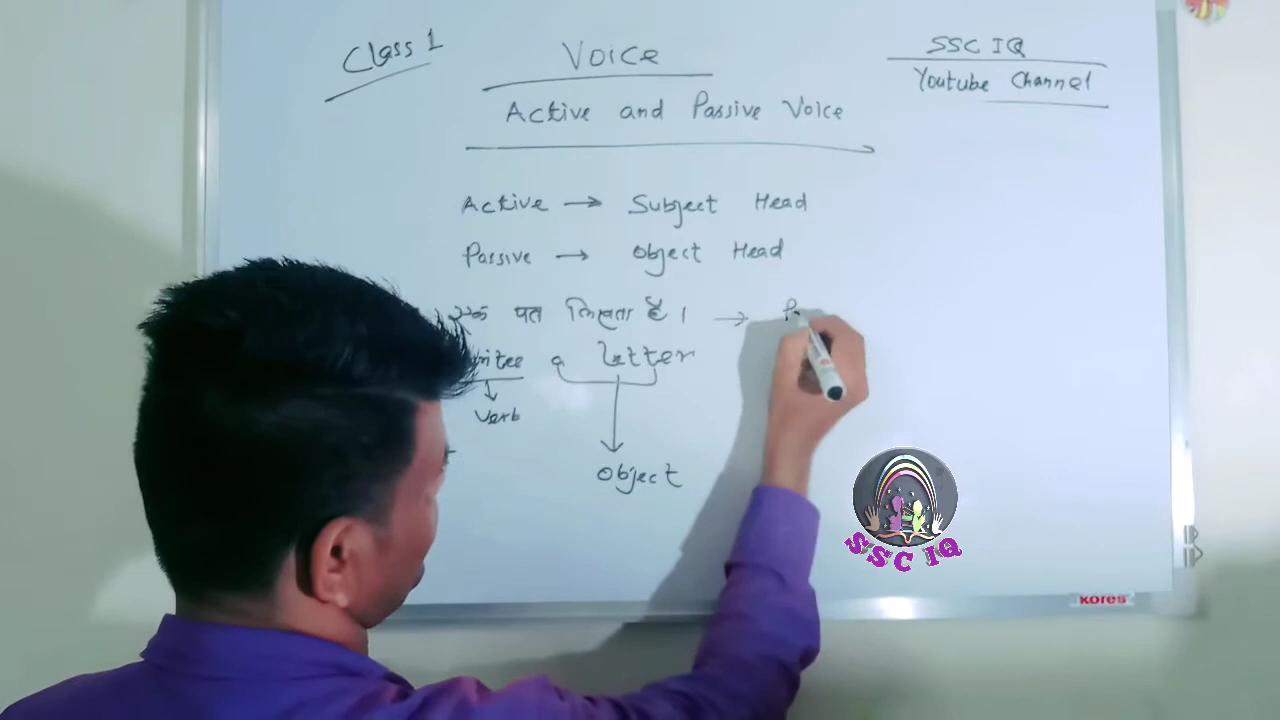 Class 1
Voice
SSC IQ
Youtube Channel
Active and Passive Voice
Active → Subject Head
Passive → Object Head
एक पत्र लिखता है। →
a letter
Verb
Object
SSC IQ
KORES